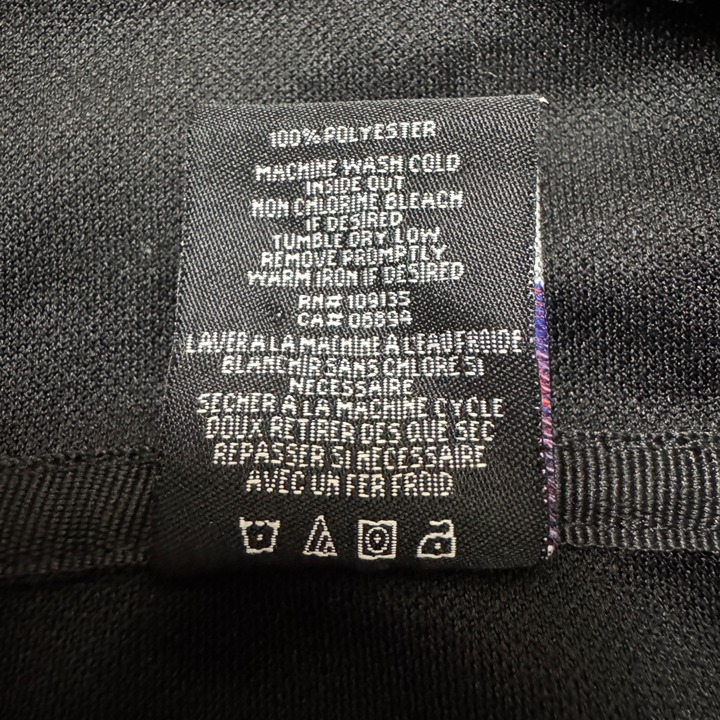 100% POLYESTER
MACHINE WASH COLD
INSIDE OUT
NON CHLORINE BLEACH
IF DESIRED
TUMBLE DRY LOW
REMOVE PROMPTLY
WARM IRON IF DESIRED
RN# 109135
CA# 06894
LAVER A LA MACHINE A L'EAU FROIDE
BLANCHIR SANS CHLORE SI
NECESSAIRE
SECHER A LA MACHINE CYCLE
DOUX RETIRER DES QUE SEC
REPASSER SI NECESSAIRE
AVEC UN FER FROID